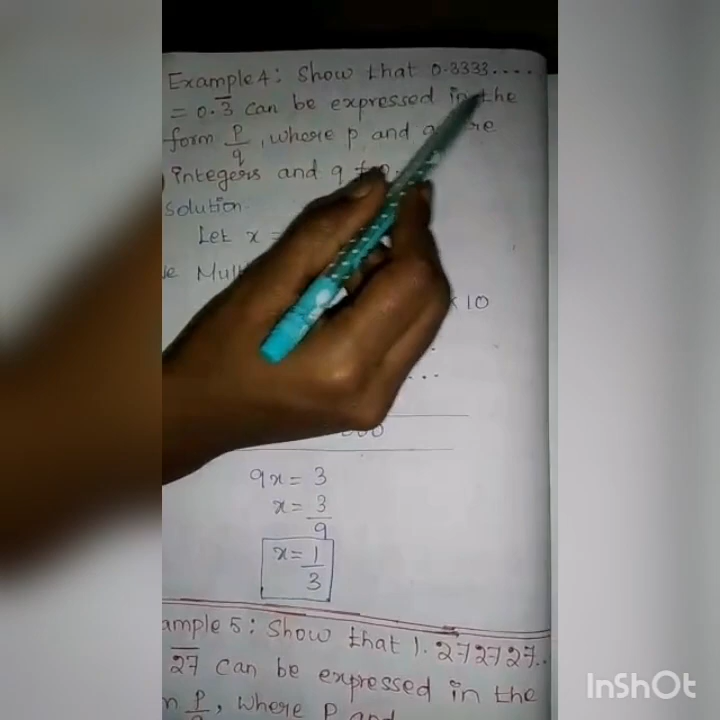 Example 4: Show that 0.3333....
= 0.3̅ can be expressed in the
form p/q, where p and
integers and q
solution.
Let x =
× 10
9x = 3
x = 3/9
x = 1/3
Example 5: Show that 1.272727..
27̅ can be expressed in the
p/q, where p and
InShOt